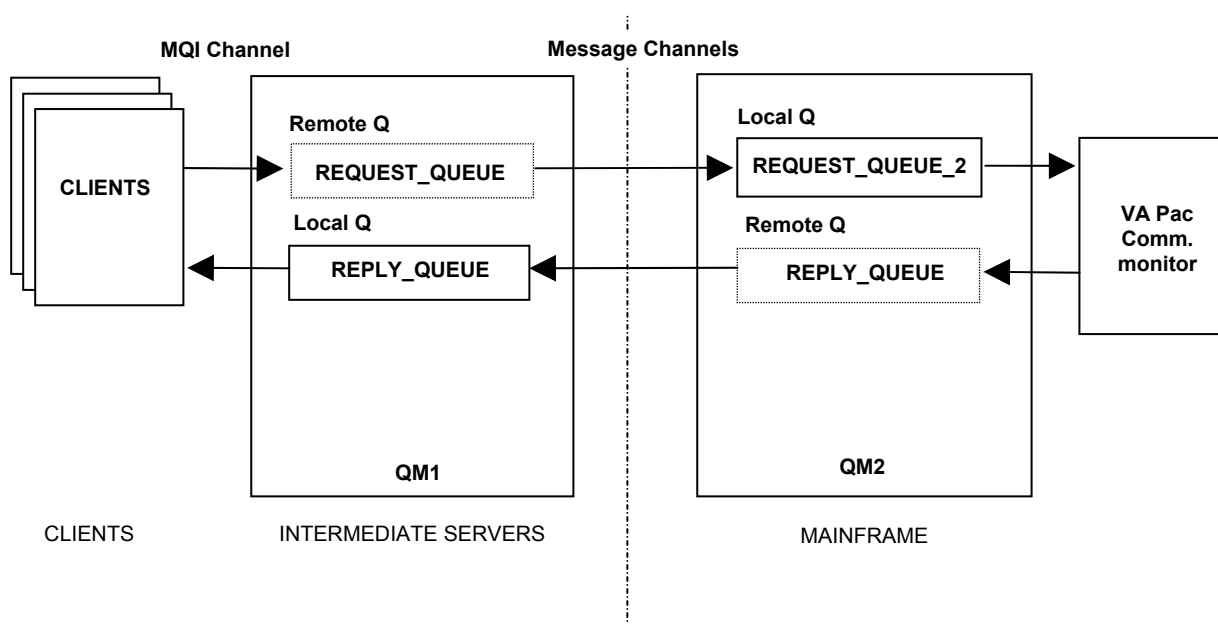 MQI Channel
Message Channels
Remote Q
REQUEST_QUEUE
Local Q
REPLY_QUEUE
CLIENTS
QM1
Local Q
REQUEST_QUEUE_2
Remote Q
REPLY_QUEUE
QM2
VA Pac
Comm.
monitor
CLIENTS
INTERMEDIATE SERVERS
MAINFRAME